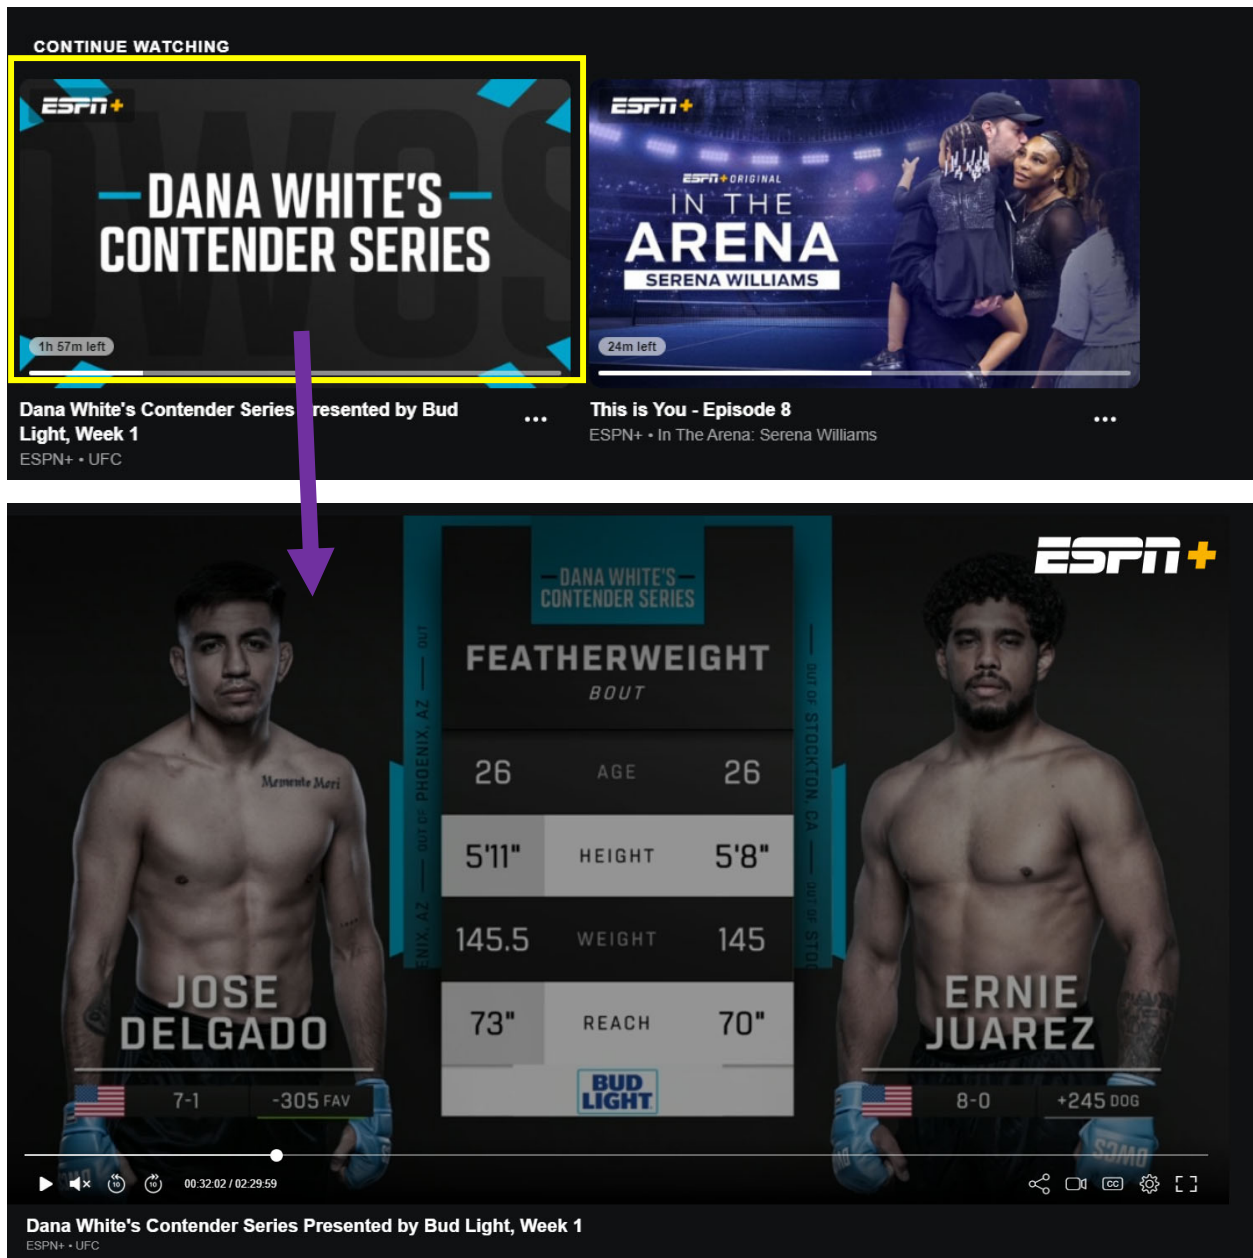 CONTINUE WATCHING
ESPN+
DANA WHITE'S
CONTENDER SERIES
1h 57m left
Dana White's Contender Series Presented by Bud
Light, Week 1
ESPN+ • UFC
ESPN+
ESPN+ ORIGINAL
IN THE
ARENA
SERENA WILLIAMS
24m left
This is You - Episode 8
ESPN+ • In The Arena: Serena Williams
ESPN+
DANA WHITE'S
CONTENDER SERIES
FEATHERWEIGHT
BOUT
26 AGE 26
5'11" HEIGHT 5'8"
145.5 WEIGHT 145
73" REACH 70"
BUD
LIGHT
OUT OF PHOENIX, AZ
OUT OF STOCKTON, CA
Memento Mori
JOSE
DELGADO
7-1 -305 FAV
ERNIE
JUAREZ
8-0 +245 DOG
10 10 00:32:02 / 02:29:59 CC
Dana White's Contender Series Presented by Bud Light, Week 1
ESPN+ • UFC